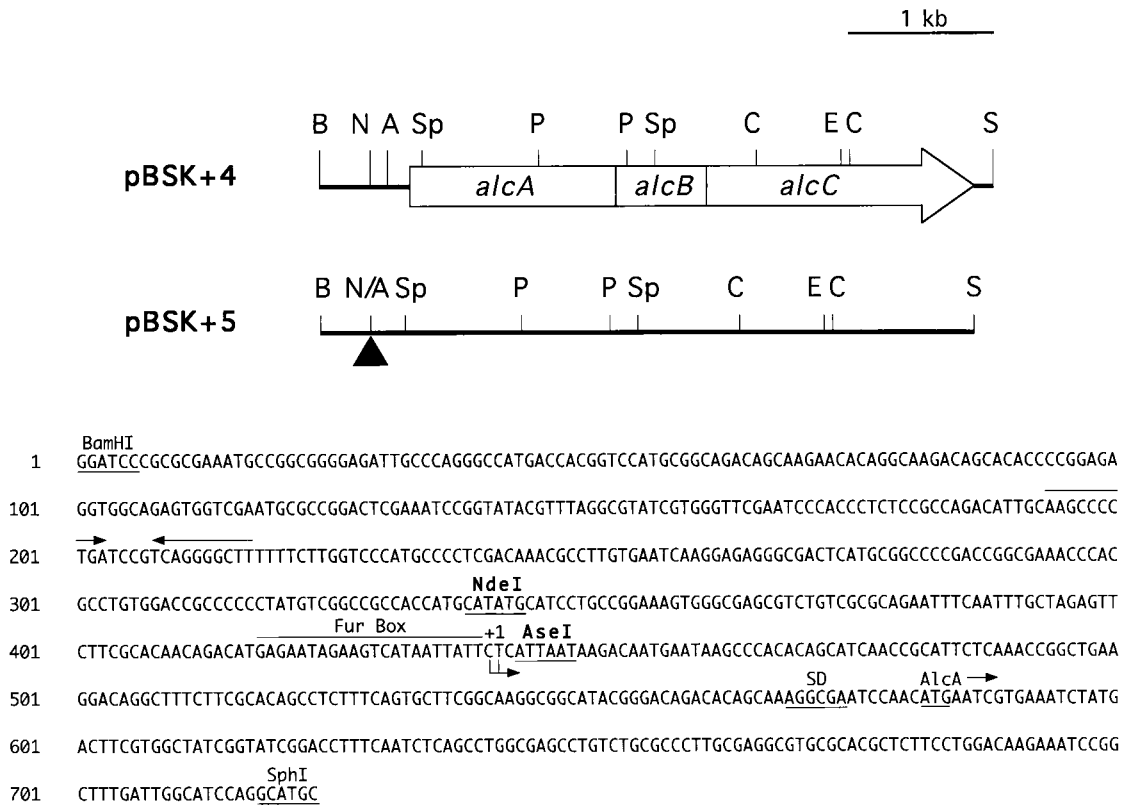 1 kb
B N A Sp P P Sp C E C S
pBSK+4
alcA alcB alcC
B N/A Sp P P Sp C E C S
pBSK+5
BamHI
1 GGATCCCGCGCGAAATGCCGGCGGGGAGATTGCCCAGGGCCATGACCACGGTCCATGCGGCAGACAGCAAGAACACAGGCAAGACAGCACACCCCGGAGA
101 GGTGGCAGAGTGGTCGAATGCGCCGGACTCGAAATCCGGTATACGTTTAGGCGTATCGTGGGTTCGAATCCCACCCTCTCCGCCAGACATTGCAAGCCCC
201 TGATCCGTCAGGGGCTTTTTTCTTGGTCCCATGCCCCTCGACAAACGCCTTGTGAATCAAGGAGAGGGCGACTCATGCGGCCCCGACCGGCGAAACCCAC
NdeI
301 GCCTGTGGACCGCCCCCCTATGTCGGCCGCCACCATGCATATGCATCCTGCCGGAAAGTGGGCGAGCGTCTGTCGCGCAGAATTTCAATTTGCTAGAGTT
Fur Box +1 AseI
401 CTTCGCACAACAGACATGAGAATAGAAGTCATAATTATTCTCATTAATAAGACAATGAATAAGCCCACACAGCATCAACCGCATTCTCAAACCGGCTGAA
SD AlcA
501 GGACAGGCTTTCTTCGCACAGCCTCTTTCAGTGCTTCGGCAAGGCGGCATACGGGACAGACACAGCAAAGGCGAATCCAACATGAATCGTGAAATCTATG
601 ACTTCGTGGCTATCGGTATCGGACCTTTCAATCTCAGCCTGGCGAGCCTGTCTGCGCCCTTGCGAGGCGTGCGCACGCTCTTCCTGGACAAGAAATCCGG
SphI
701 CTTTGATTGGCATCCAGGCATGC